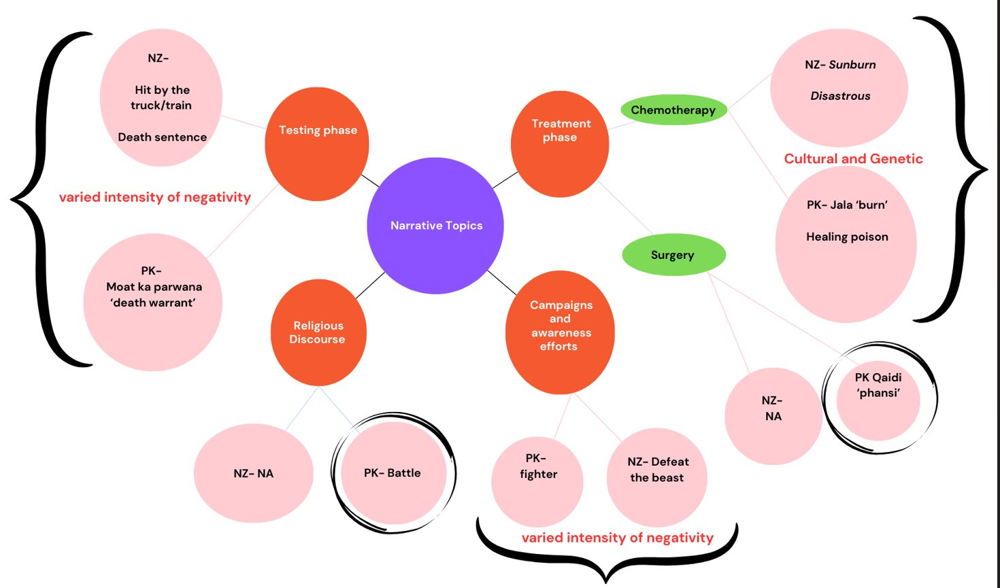 NZ-
Hit by the
truck/train
Death sentence
Testing phase
varied intensity of negativity
PK-
Moat ka parwana
‘death warrant’
Narrative Topics
Treatment
phase
Chemotherapy
NZ- Sunburn
Disastrous
Cultural and Genetic
PK- Jala ‘burn’
Healing poison
Surgery
NZ-
NA
PK Qaidi
‘phansi’
Religious
Discourse
NZ- NA
PK- Battle
Campaigns
and
awareness
efforts
PK-
fighter
NZ- Defeat
the beast
varied intensity of negativity